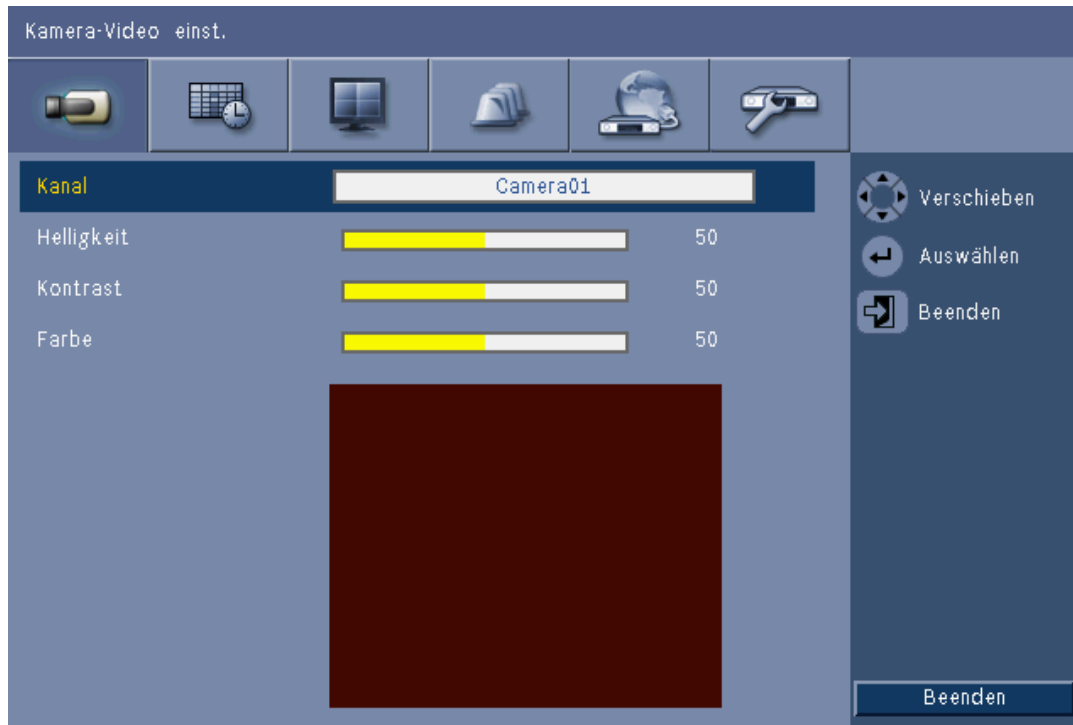 Kamera-Video einst.
Kanal Camera01
Helligkeit 50
Kontrast 50
Farbe 50
Verschieben
Auswählen
Beenden
Beenden